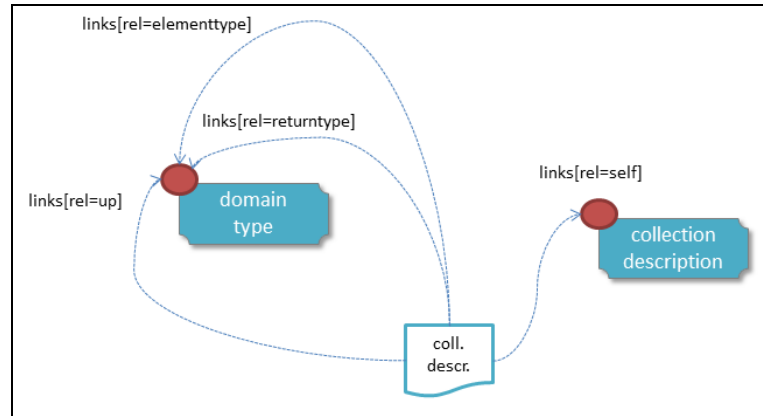 links[rel=elementtype]
links[rel=returntype]
links[rel=self]
links[rel=up]
domain
type
collection
description
coll.
descr.